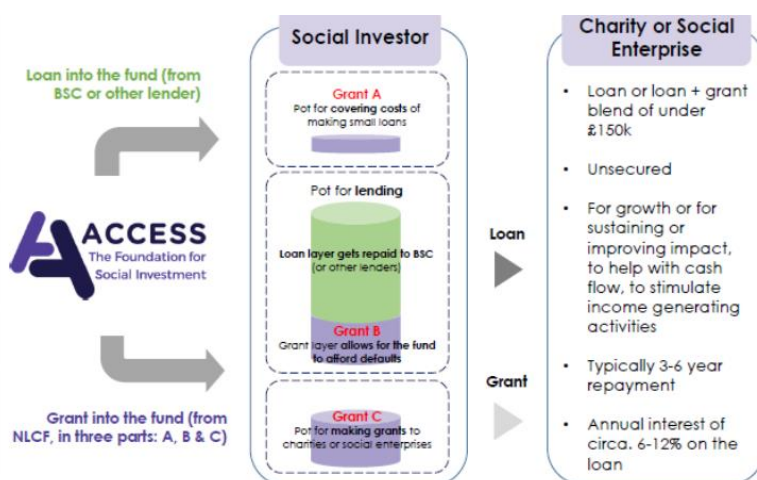 Loan into the fund (from
BSC or other lender)
ACCESS
The Foundation for
Social Investment
Grant into the fund (from
NLCF, in three parts: A, B & C)
Social Investor
Grant A
Pot for covering costs of
making small loans
Pot for lending
Loan layer gets repaid to BSC
(or other lenders)
Grant B
Grant layer allows for the fund
to afford defaults
Grant C
Pot for making grants to
charities or social enterprises
Loan
Grant
Charity or Social
Enterprise
• Loan or loan + grant
blend of under
£150k
• Unsecured
• For growth or for
sustaining or
improving impact,
to help with cash
flow, to stimulate
income generating
activities
• Typically 3-6 year
repayment
• Annual interest of
circa. 6-12% on the
loan